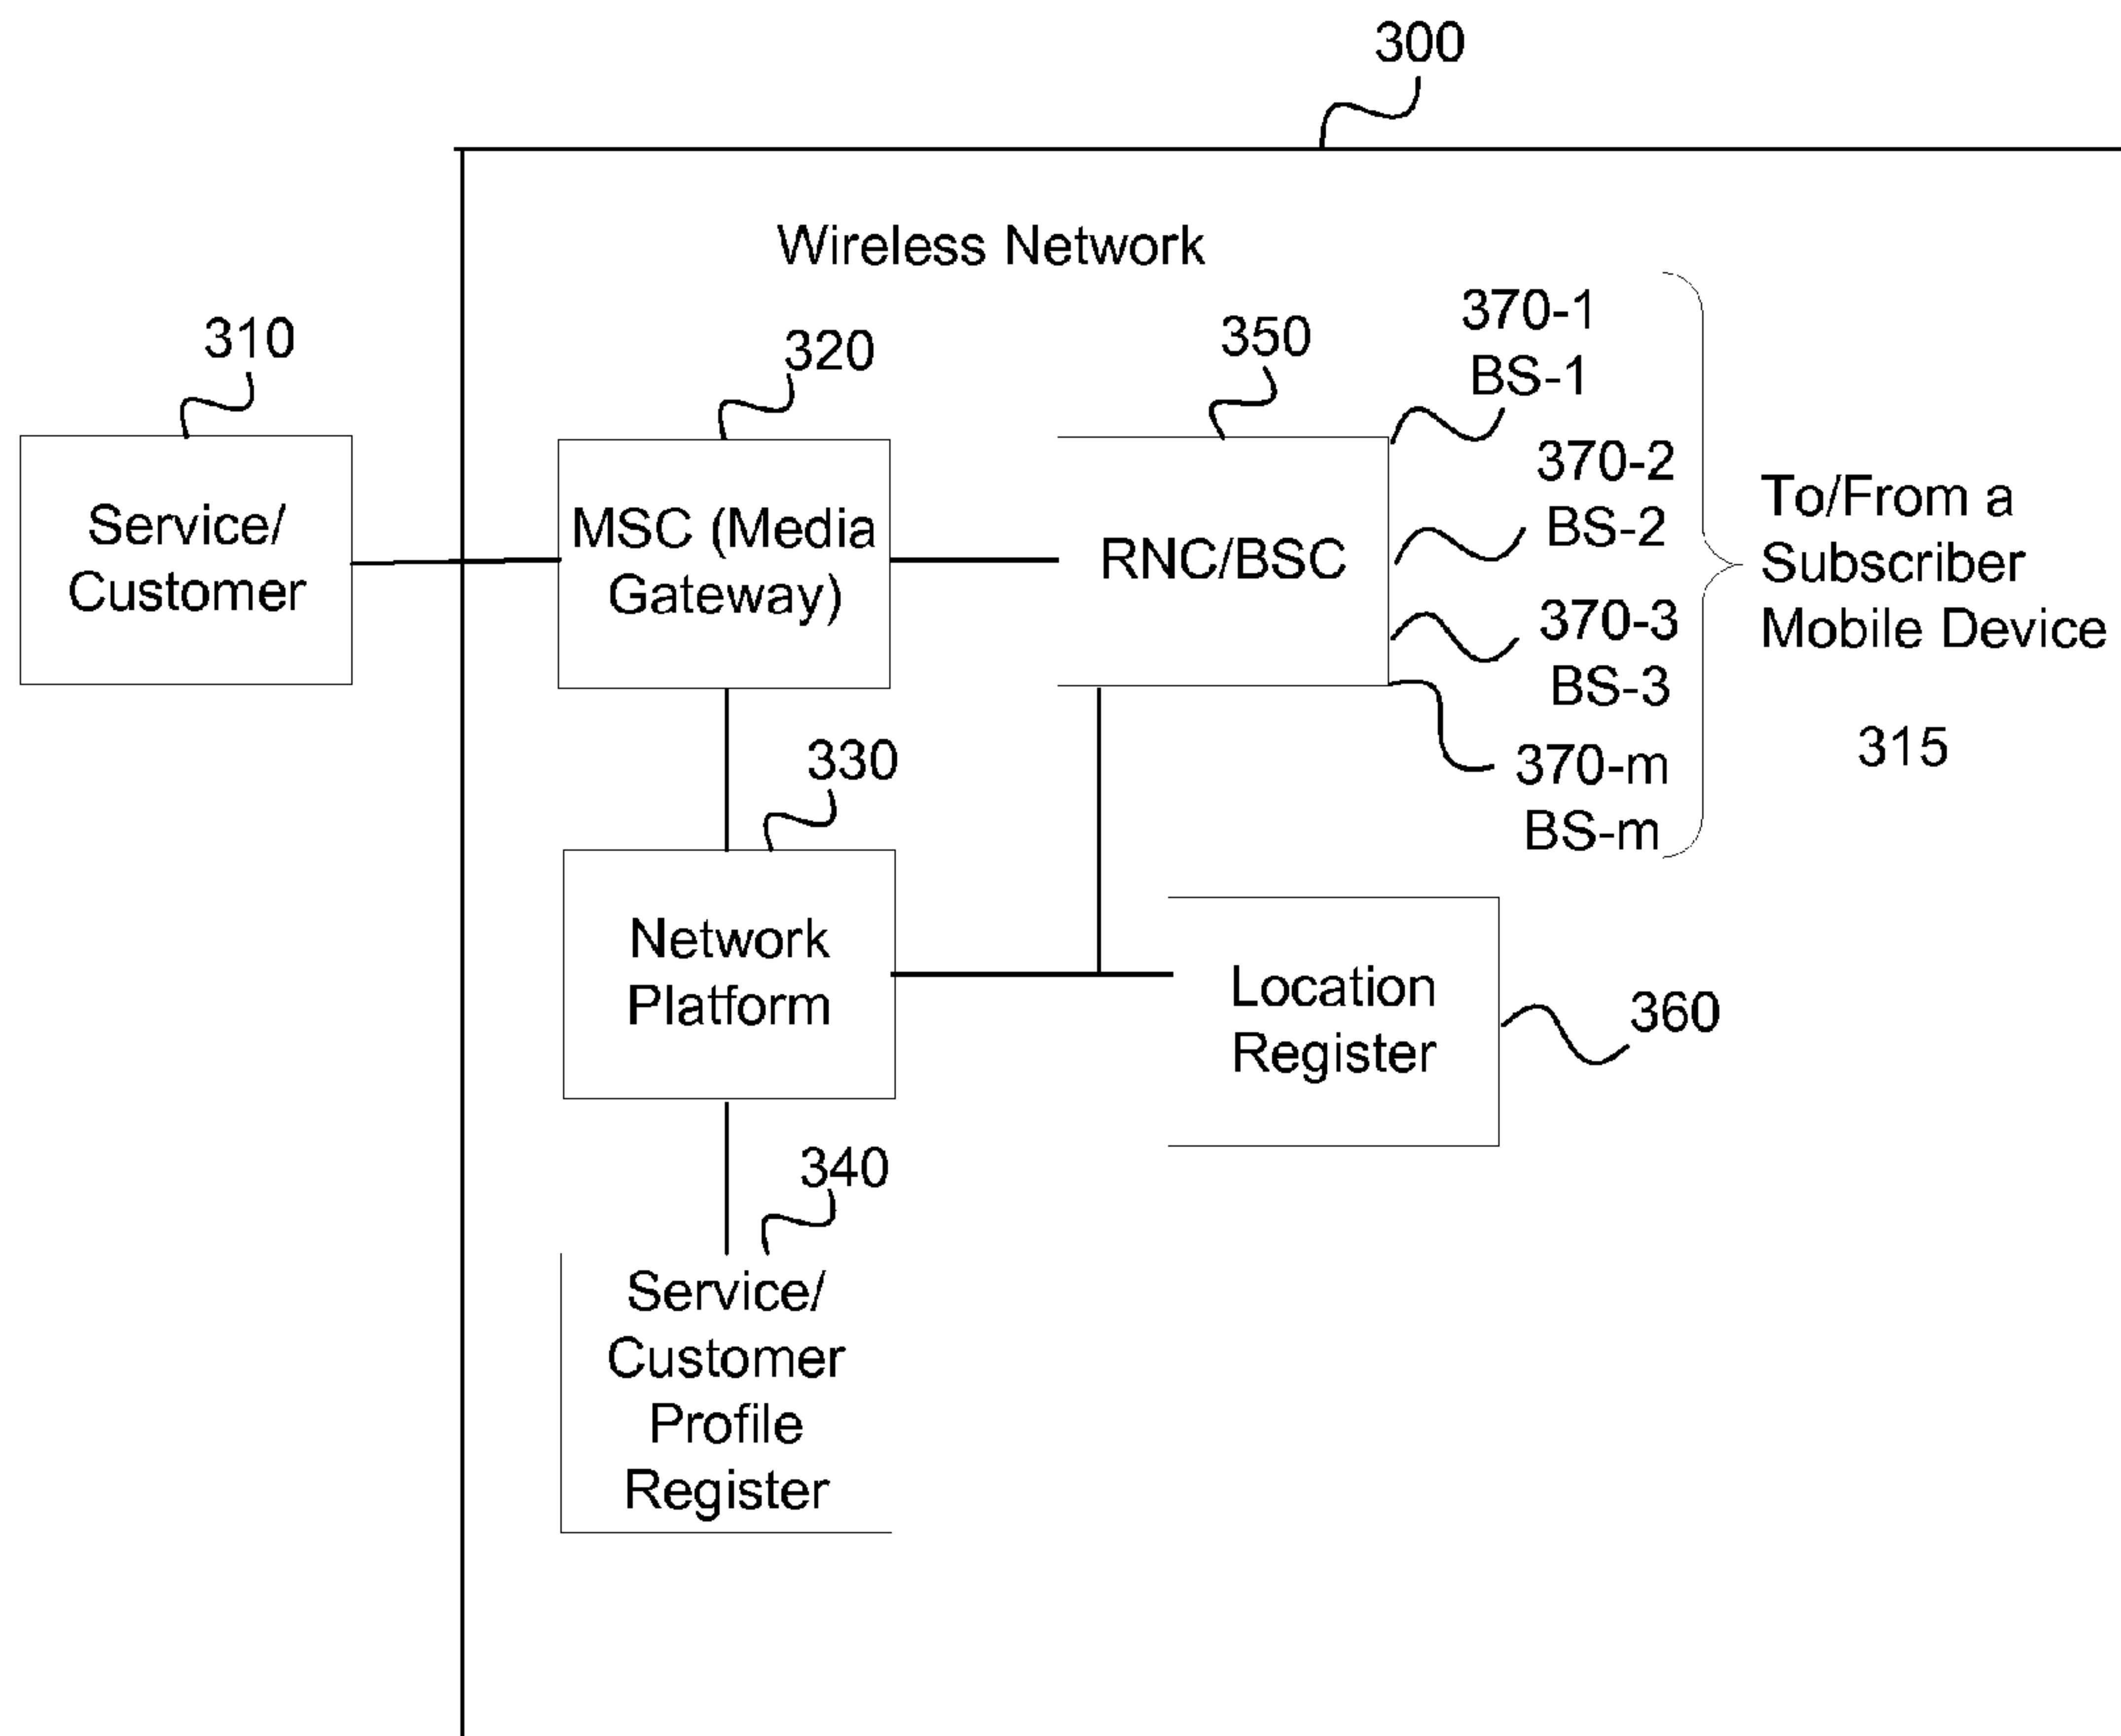 300
Wireless Network
310
320
350
370-1
BS-1
370-2
BS-2
370-3
BS-3
370-m
BS-m
To/From a
Subscriber
Mobile Device
315
Service/
Customer
MSC (Media
Gateway)
RNC/BSC
330
Network
Platform
Location
Register
360
340
Service/
Customer
Profile
Register